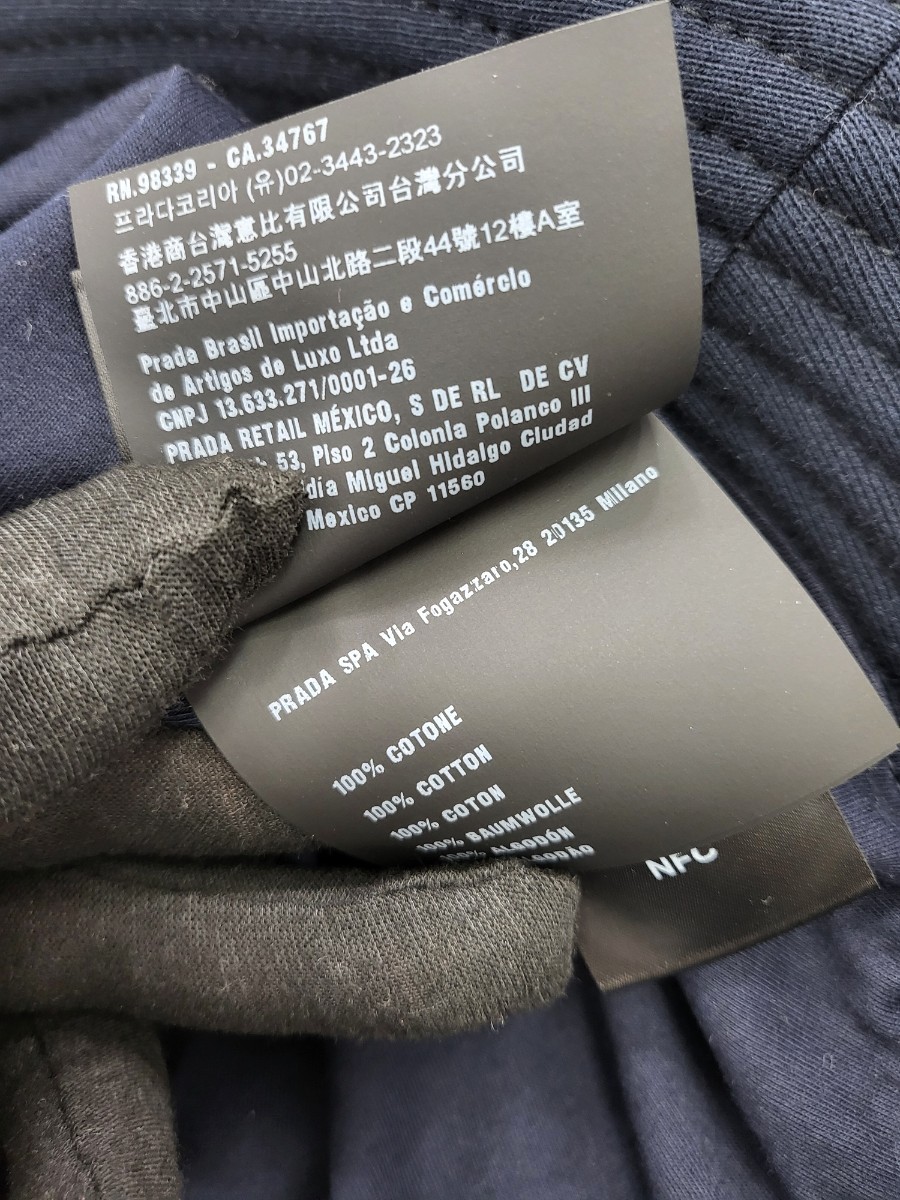 RN.98339 - CA.34767
프라다코리아 (유)02-3443-2323
香港商台灣惠比有限公司台灣分公司
886-2-2571-5255
臺北市中山區中山北路二段44號12樓A室
Prada Brasil Importação e Comércio
de Artigos de Luxo Ltda
CNPJ 13.633.271/0001-26
PRADA RETAIL MÉXICO, S DE RL DE CV
53, Piso 2 Colonia Polanco III
Miguel Hidalgo Ciudad
Mexico CP 11560
PRADA SPA Via Fogazzaro,28 20135 Milano
100% COTONE
100% COTTON
100% COTON
100% BAUMWOLLE
100% ALGODÓN
ALGODÃO
NFC